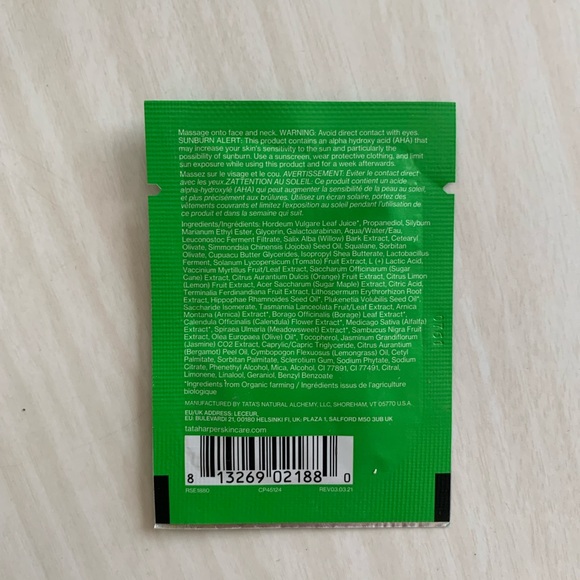 Massage onto face and neck. WARNING: Avoid direct contact with eyes.
SUNBURN ALERT: This product contains an alpha hydroxy acid (AHA) that
may increase your skin's sensitivity to the sun and particularly the
possibility of sunburn. Use a sunscreen, wear protective clothing, and limit
sun exposure while using this product and for a week afterwards.
Massez sur le visage et le cou. AVERTISSEMENT: Éviter le contact direct
avec les yeux. ATTENTION AU SOLEIL: Ce produit contient un acide
alpha-hydroxylé (AHA) qui peut augmenter la sensibilité de la peau au soleil
et plus précisément aux brûlures. Utilisez un écran solaire, portez des
vêtements couvrants et limitez l'exposition au soleil pendant l'utilisation de
ce produit et dans la semaine qui suit.
Ingredients/Ingrédients: Hordeum Vulgare Leaf Juice*, Propanediol, Silybum
Marianum Ethyl Ester, Glycerin, Galactoarabinan, Aqua/Water/Eau,
Leuconostoc Ferment Filtrate, Salix Alba (Willow) Bark Extract, Cetearyl
Olivate, Simmondsia Chinensis (Jojoba) Seed Oil, Squalane, Sorbitan
Olivate, Cupuacu Butter Glycerides, Isopropyl Shea Butterate, Lactobacillus
Ferment, Solanum Lycopersicum (Tomato) Fruit Extract, L (+) Lactic Acid,
Vaccinium Myrtillus Fruit/Leaf Extract, Saccharum Officinarum (Sugar
Cane) Extract, Citrus Aurantium Dulcis (Orange) Fruit Extract, Citrus Limon
(Lemon) Fruit Extract, Acer Saccharum (Sugar Maple) Extract, Citric Acid,
Terminalia Ferdinandiana Fruit Extract, Lithospermum Erythrorhizon Root
Extract, Hippophae Rhamnoides Seed Oil*, Plukenetia Volubilis Seed Oil*,
Saccharide Isomerate, Tasmannia Lanceolata Fruit/Leaf Extract, Arnica
Montana (Arnica) Extract*, Borago Officinalis (Borage) Leaf Extract*,
Calendula Officinalis (Calendula) Flower Extract*, Medicago Sativa (Alfalfa)
Extract*, Spiraea Ulmaria (Meadowsweet) Extract*, Sambucus Nigra Fruit
Extract, Olea Europaea (Olive) Oil*, Tocopherol, Jasminum Grandiflorum
(Jasmine) CO2 Extract, Caprylic/Capric Triglyceride, Citrus Aurantium
(Bergamot) Peel Oil, Cymbopogon Flexuosus (Lemongrass) Oil, Cetyl
Palmitate, Sorbitan Palmitate, Sclerotium Gum, Sodium Phytate, Sodium
Citrate, Phenethyl Alcohol, Mica, Alcohol, CI 77891, CI 77491, Citral,
Limonene, Linalool, Geraniol, Benzyl Benzoate
*Ingredients from Organic farming / Ingrédients issus de l'agriculture
biologique
MANUFACTURED BY TATA'S NATURAL ALCHEMY, LLC, SHOREHAM, VT 05770 U.S.A.
EU/UK ADDRESS: LECEUR,
EU: BULEVARDI 21, 00180 HELSINKI FI, UK, PLAZA 1, SALFORD M50 3UB UK
tataharperskincare.com
8 13269 02188 0
RSE3980 CP45124 REV03.03.21